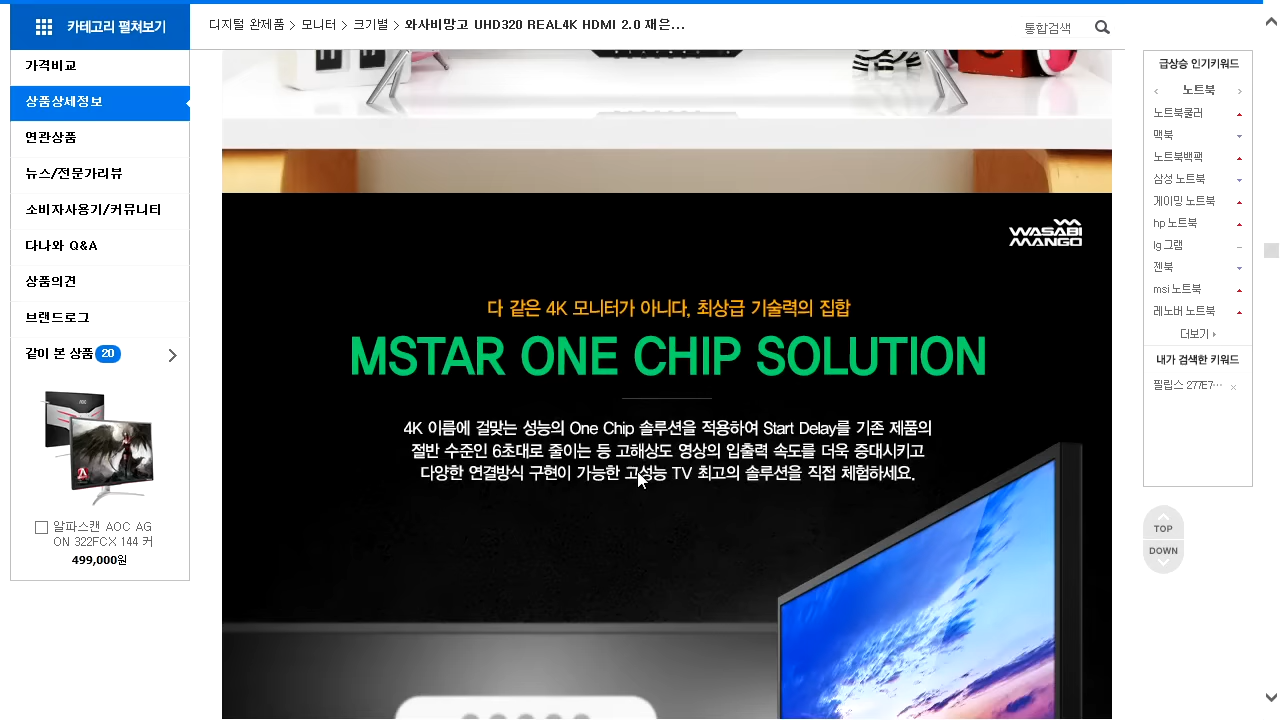 카테고리 펼쳐보기
디지털 완제품 > 모니터 > 크기별 > 와사비망고 UHD320 REAL4K HDMI 2.0 재은...
통합검색
가격비교
상품상세정보
연관상품
뉴스/전문가리뷰
소비자사용기/커뮤니티
다나와 Q&A
상품의견
브랜드로그
같이 본 상품 20
알파스캔 AOC AG
ON 322FCX 144 커
499,000원
WASABI
MANGO
다 같은 4K 모니터가 아니다, 최상급 기술력의 집합
MSTAR ONE CHIP SOLUTION
4K 이름에 걸맞는 성능의 One Chip 솔루션을 적용하여 Start Delay를 기존 제품의
절반 수준인 6초대로 줄이는 등 고해상도 영상의 입출력 속도를 더욱 증대시키고
다양한 연결방식 구현이 가능한 고성능 TV 최고의 솔루션을 직접 체험하세요.
급상승 인기키워드
노트북
노트북쿨러
맥북
노트북백팩
삼성 노트북
게이밍 노트북
hp 노트북
lg 그램
젠북
msi 노트북
레노버 노트북
더보기
내가 검색한 키워드
필립스 277E7…
TOP
DOWN